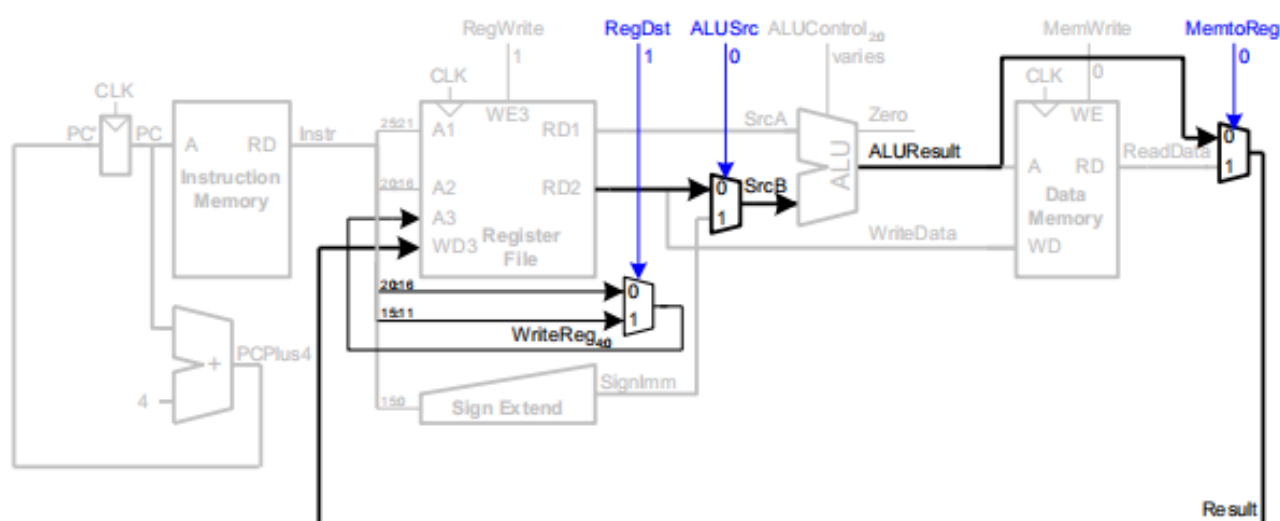 RegWrite RegDst ALUSrc ALUControl2:0 MemWrite MemtoReg
1 1 0 varies 0 0
CLK CLK CLK
PC' PC A RD Instr 25:21 A1 WE3 RD1 SrcA Zero WE 0
Instruction
Memory
20:16 A2 RD2 0 SrcB ALU ALUResult A RD ReadData 1
A3 1 Data
Memory
WD3 Register
File
WriteData WD
20:16 0
15:11 1
WriteReg4:0
PCPlus4
+
4
SignImm
15:0 Sign Extend
Result